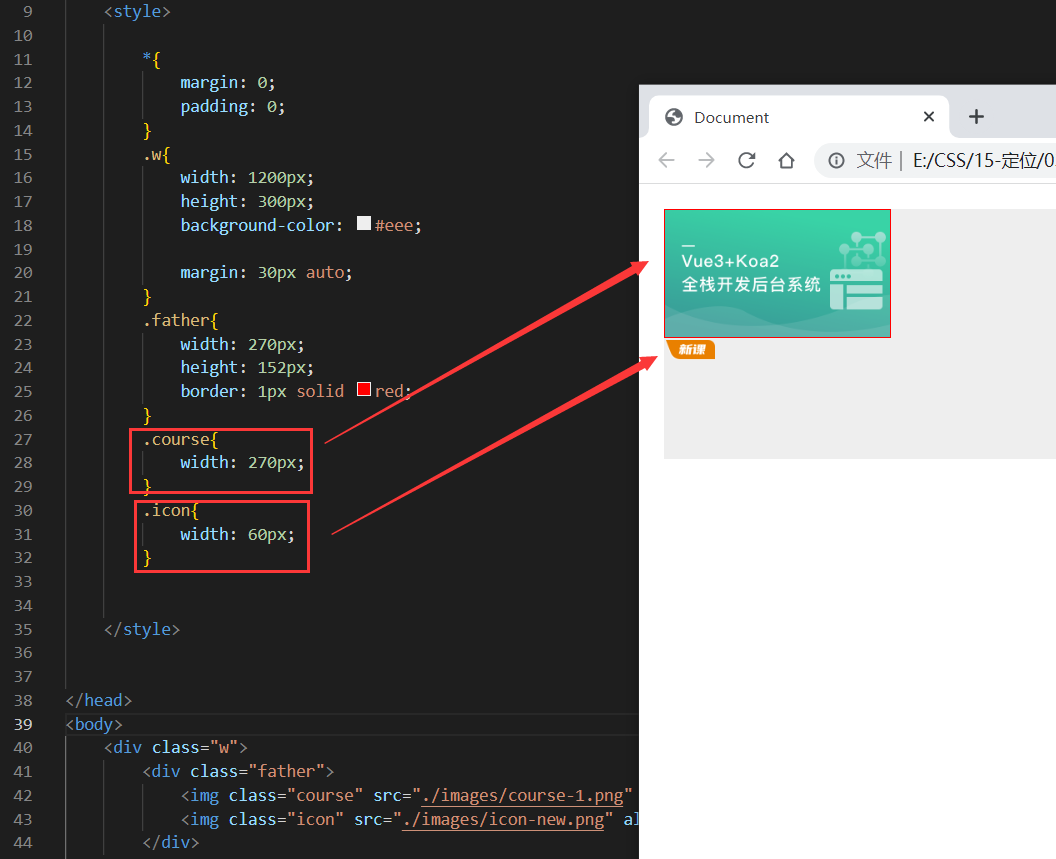 9 <style>
10
11 *{
12 margin: 0;
13 padding: 0;
14 }
15 .w{
16 width: 1200px;
17 height: 300px;
18 background-color: #eee;
19
20 margin: 30px auto;
21 }
22 .father{
23 width: 270px;
24 height: 152px;
25 border: 1px solid red;
26 }
27 .course{
28 width: 270px;
29 }
30 .icon{
31 width: 60px;
32 }
33
34
35 </style>
36
37
38 </head>
39 <body>
40 <div class="w">
41 <div class="father">
42 <img class="course" src="./images/course-1.png"
43 <img class="icon" src="./images/icon-new.png" al
44 </div>
Document
文件 | E:/CSS/15-定位/0
Vue3+Koa2
全栈开发后台系统
新课